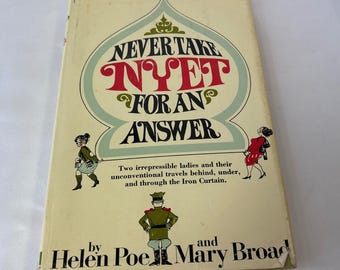 NEVER TAKE
NYET
FOR AN
ANSWER
Two irrepressible ladies and their
unconventional travels behind, under,
and through the Iron Curtain.
by and
Helen Poe Mary Broad